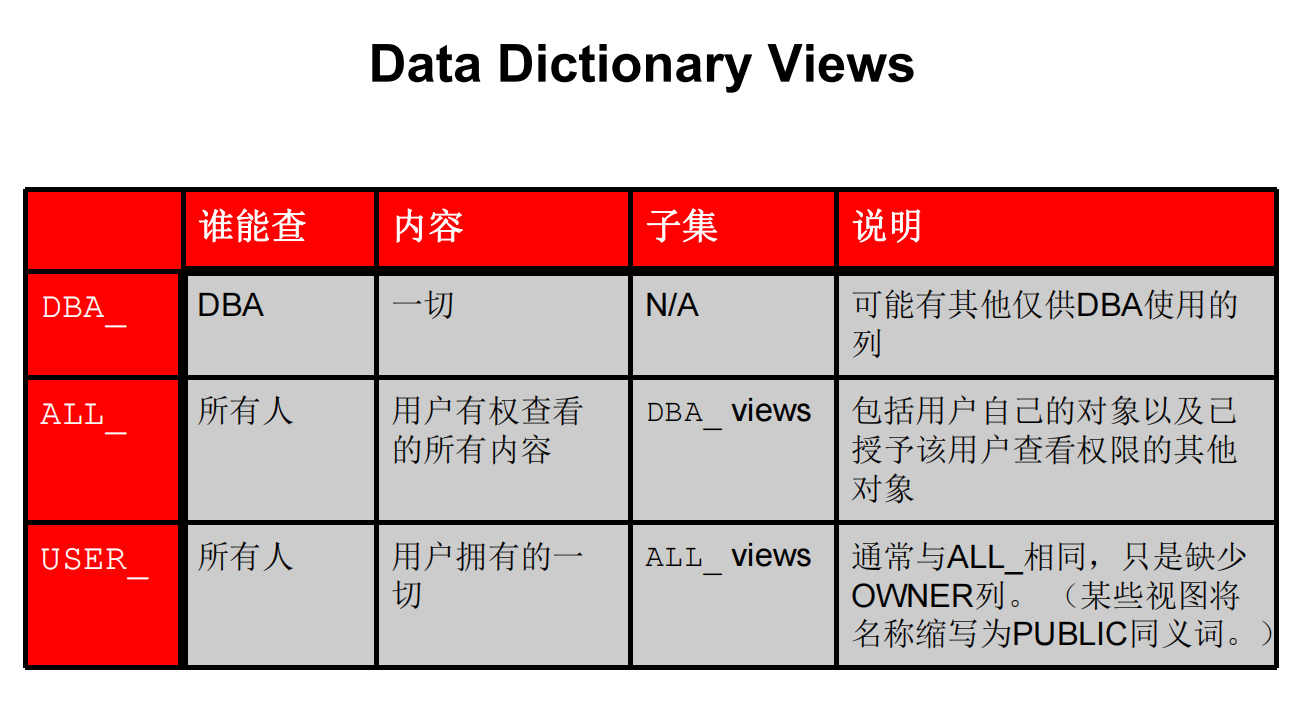 Data Dictionary Views
谁能查 内容 子集 说明
DBA_ DBA 一切 N/A 可能有其他仅供DBA使用的
列
ALL_ 所有人 用户有权查看 DBA_ views 包括用户自己的对象以及已
的所有内容 授予该用户查看权限的其他
对象
USER_ 所有人 用户拥有的一 ALL_ views 通常与ALL_相同，只是缺少
切 OWNER列。 （某些视图将
名称缩写为PUBLIC同义词。）